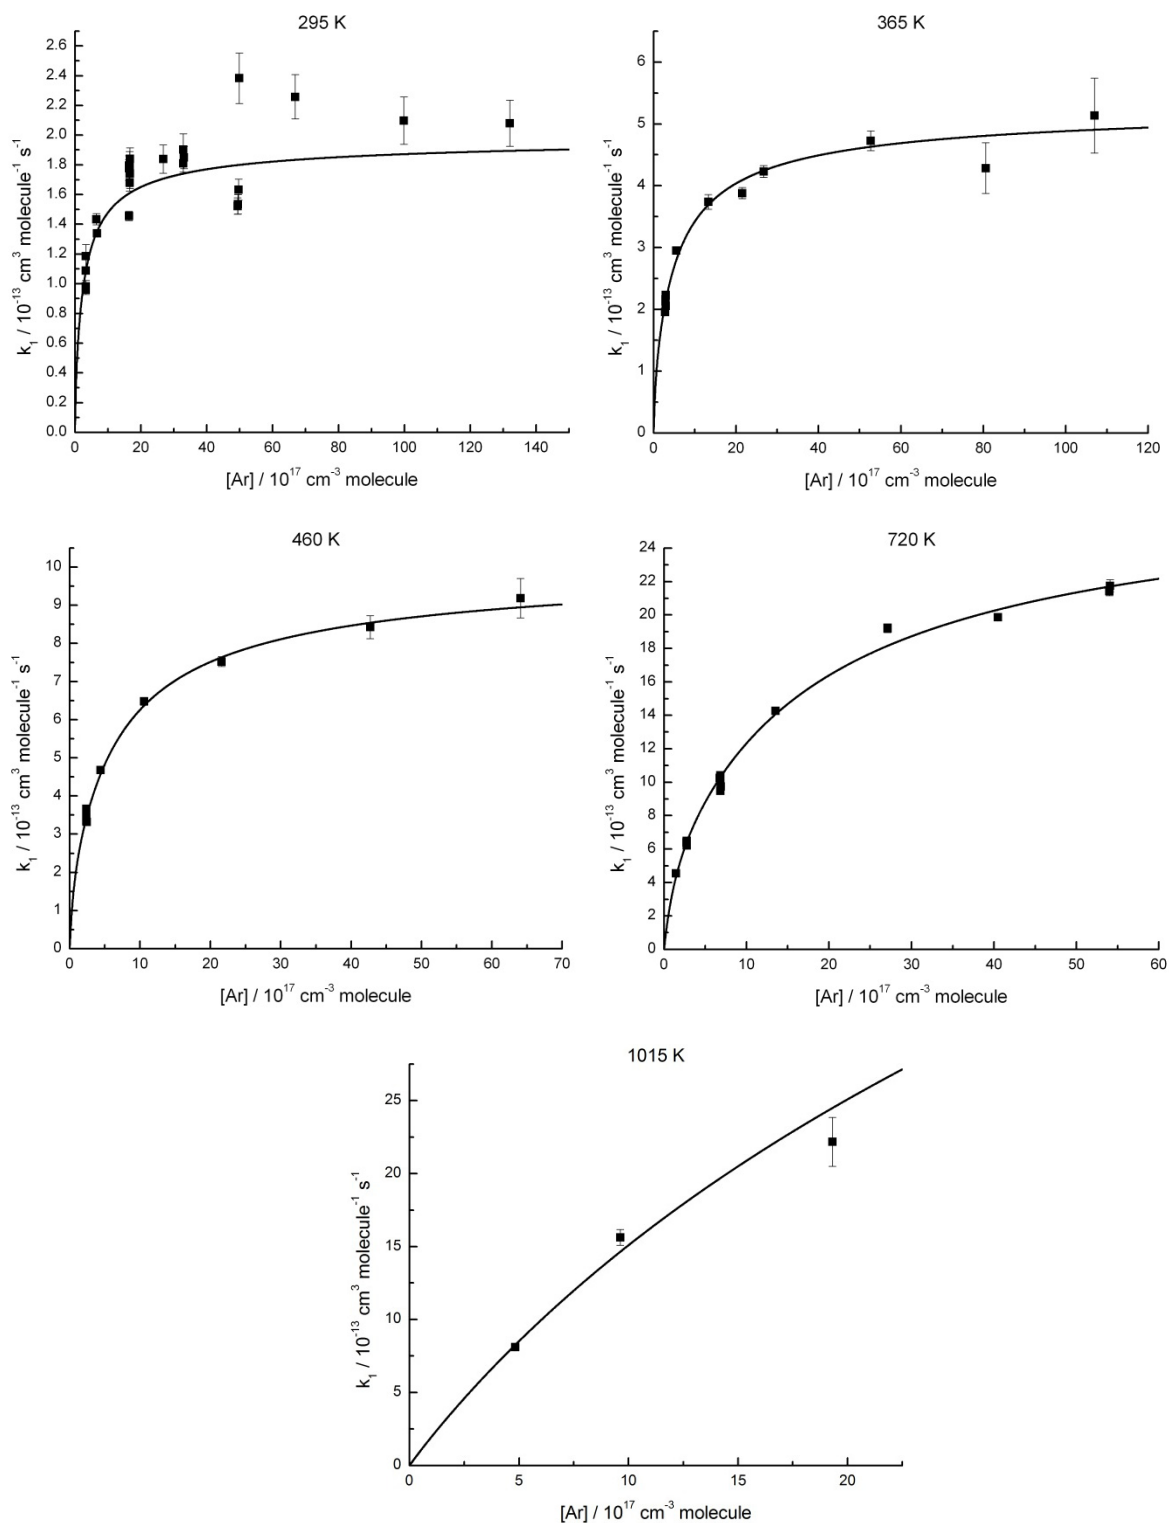 295 K
2.6
2.4
2.2
2.0
1.8
1.6
1.4
1.2
1.0
0.8
0.6
0.4
0.2
0.0
k₁ / 10⁻¹³ cm³ molecule⁻¹ s⁻¹
0 20 40 60 80 100 120 140
[Ar] / 10¹⁷ cm⁻³ molecule
365 K
6
5
4
3
2
1
0
k₁ / 10⁻¹³ cm³ molecule⁻¹ s⁻¹
0 20 40 60 80 100 120
[Ar] / 10¹⁷ cm⁻³ molecule
460 K
10
9
8
7
6
5
4
3
2
1
0
k₁ / 10⁻¹³ cm³ molecule⁻¹ s⁻¹
0 10 20 30 40 50 60 70
[Ar] / 10¹⁷ cm⁻³ molecule
720 K
24
22
20
18
16
14
12
10
8
6
4
2
0
k₁ / 10⁻¹³ cm³ molecule⁻¹ s⁻¹
0 10 20 30 40 50 60
[Ar] / 10¹⁷ cm⁻³ molecule
1015 K
25
20
15
10
5
0
k₁ / 10⁻¹³ cm³ molecule⁻¹ s⁻¹
0 5 10 15 20
[Ar] / 10¹⁷ cm⁻³ molecule